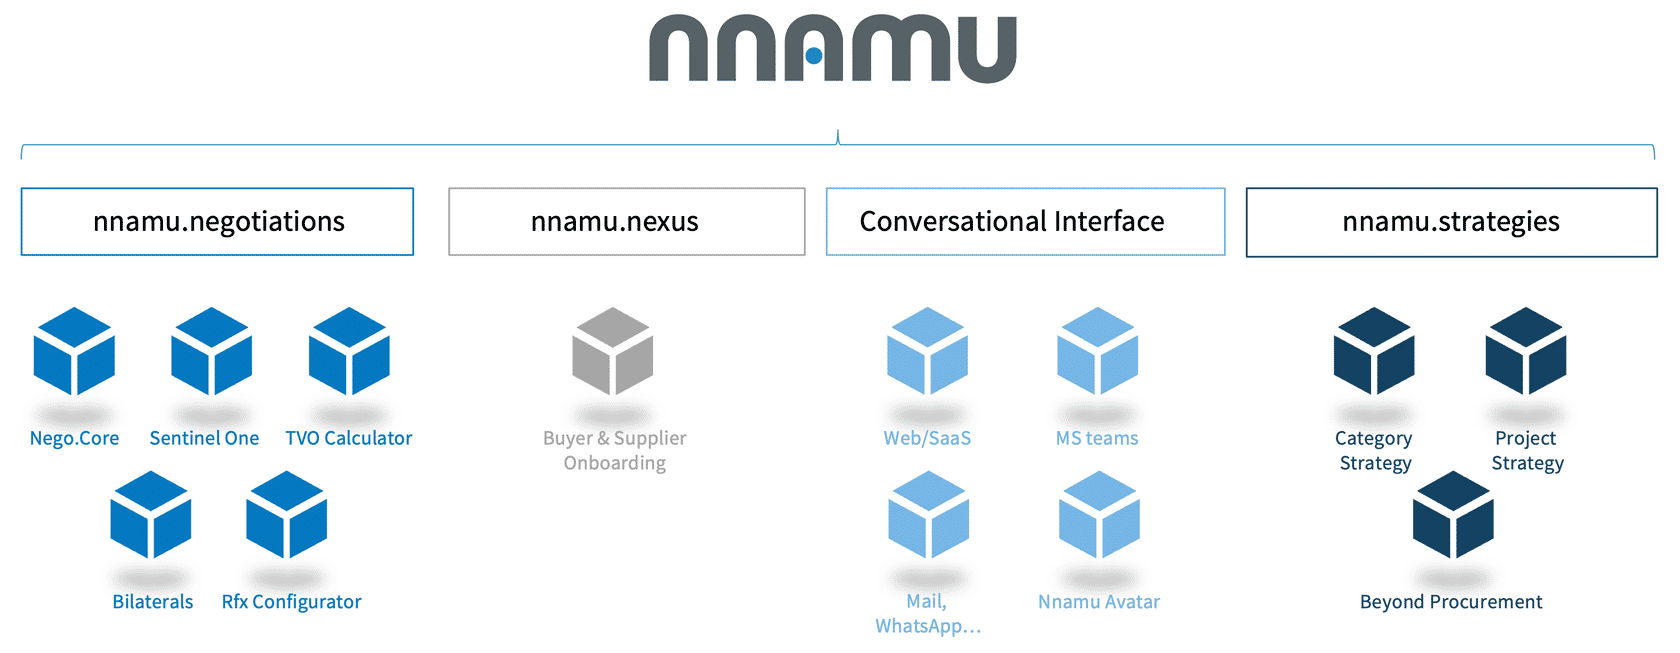 nnamu
nnamu.negotiations
nnamu.nexus
Conversational Interface
nnamu.strategies
Nego.Core
Sentinel One
TVO Calculator
Bilaterals
Rfx Configurator
Buyer & Supplier
Onboarding
Web/SaaS
MS teams
Mail,
WhatsApp...
Nnamu Avatar
Category
Strategy
Project
Strategy
Beyond Procurement